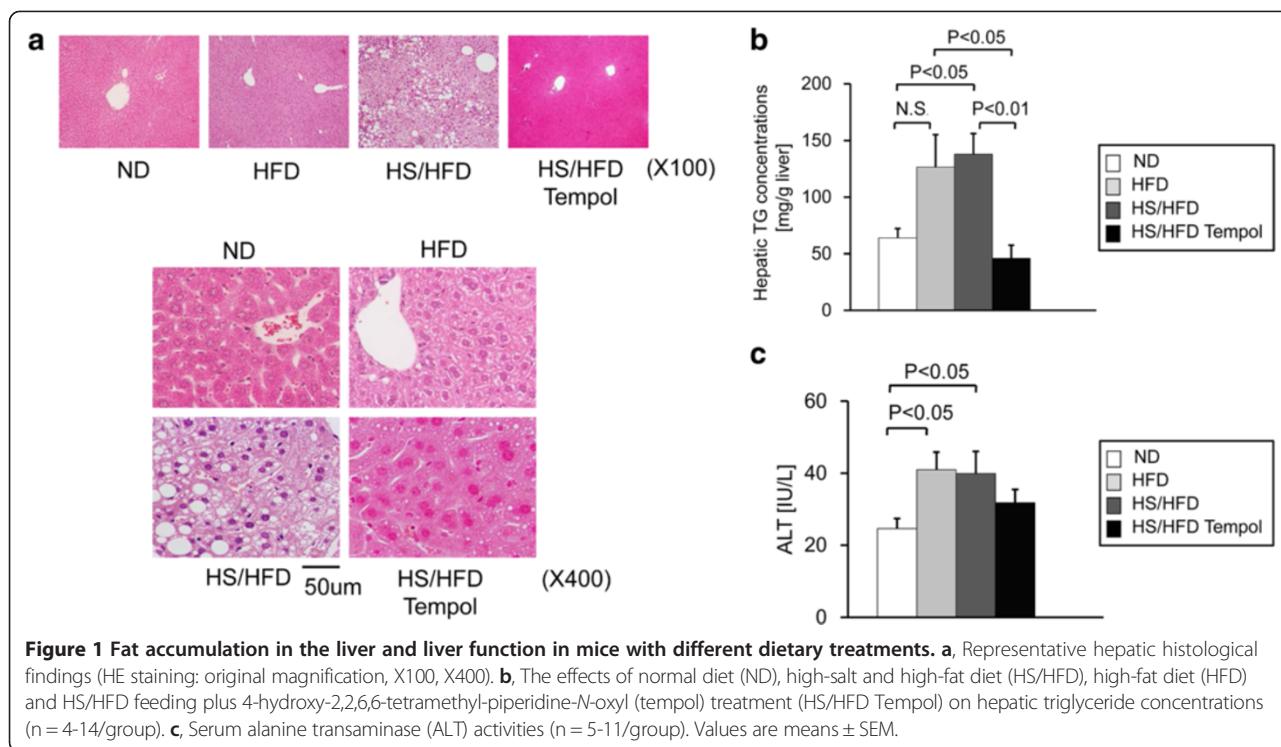 a
ND
HFD
HS/HFD
HS/HFD
Tempol
(X100)
ND
HFD
HS/HFD
50um
HS/HFD
Tempol
(X400)
b
P<0.05
P<0.05
N.S.
P<0.01
Hepatic TG concentrations
[mg/g liver]
200
150
100
50
0
ND
HFD
HS/HFD
HS/HFD Tempol
c
P<0.05
P<0.05
ALT [IU/L]
60
40
20
0
ND
HFD
HS/HFD
HS/HFD Tempol
Figure 1 Fat accumulation in the liver and liver function in mice with different dietary treatments. a, Representative hepatic histological
findings (HE staining: original magnification, X100, X400). b, The effects of normal diet (ND), high-salt and high-fat diet (HS/HFD), high-fat diet (HFD)
and HS/HFD feeding plus 4-hydroxy-2,2,6,6-tetramethyl-piperidine-N-oxyl (tempol) treatment (HS/HFD Tempol) on hepatic triglyceride concentrations
(n = 4-14/group). c, Serum alanine transaminase (ALT) activities (n = 5-11/group). Values are means ± SEM.